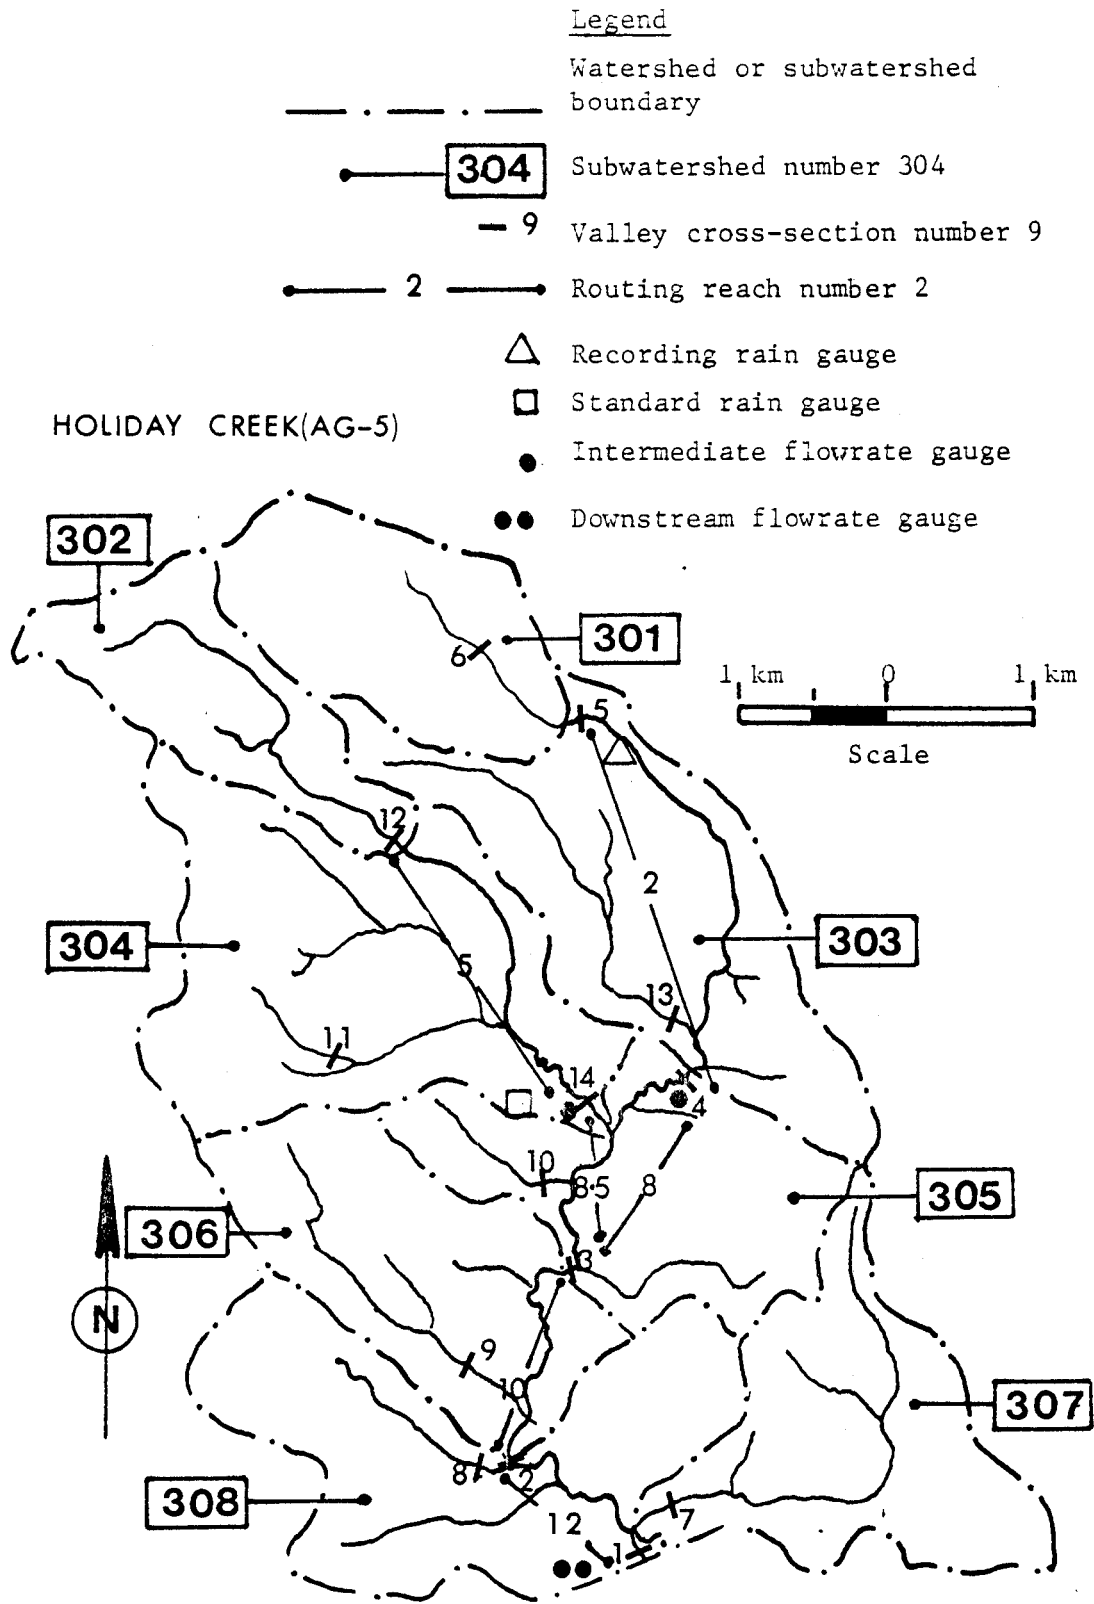 Legend
Watershed or subwatershed
boundary
304 Subwatershed number 304
9 Valley cross-section number 9
2 Routing reach number 2
Recording rain gauge
Standard rain gauge
HOLIDAY CREEK(AG-5)
Intermediate flowrate gauge
Downstream flowrate gauge
302
301
6
1 km 0 1 km
5
Scale
12
2
304
303
5
13
11
14
4
10
8.5
8
305
306
3
N
9
10
307
8
2
308
12
7
1